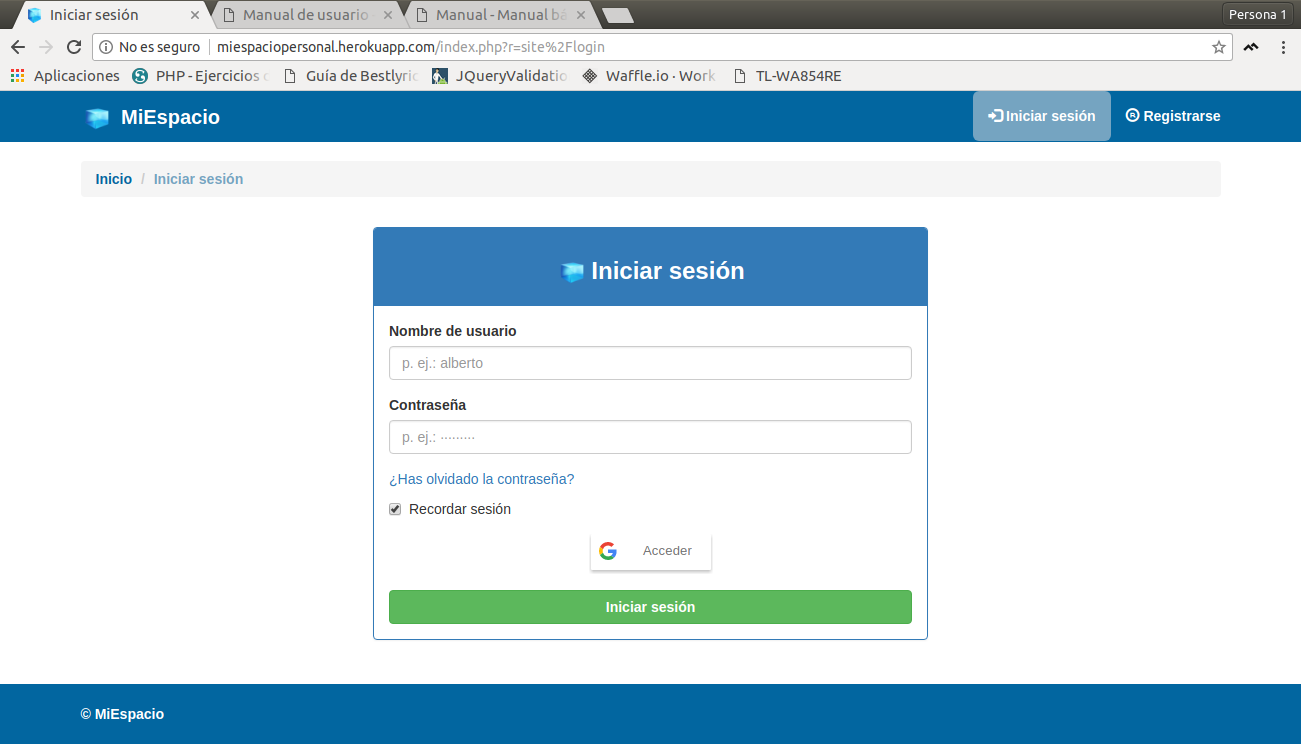 Iniciar sesión
Manual de usuario
Manual - Manual bá
Persona 1
No es seguro
miespaciopersonal.herokuapp.com/index.php?r=site%2Flogin
Aplicaciones
PHP - Ejercicios
Guía de Bestlyric
JQueryValidatio
Waffle.io · Work
TL-WA854RE
MiEspacio
Iniciar sesión
Registrarse
Inicio / Iniciar sesión
Iniciar sesión
Nombre de usuario
p. ej.: alberto
Contraseña
p. ej.: ·········
¿Has olvidado la contraseña?
Recordar sesión
Acceder
Iniciar sesión
© MiEspacio